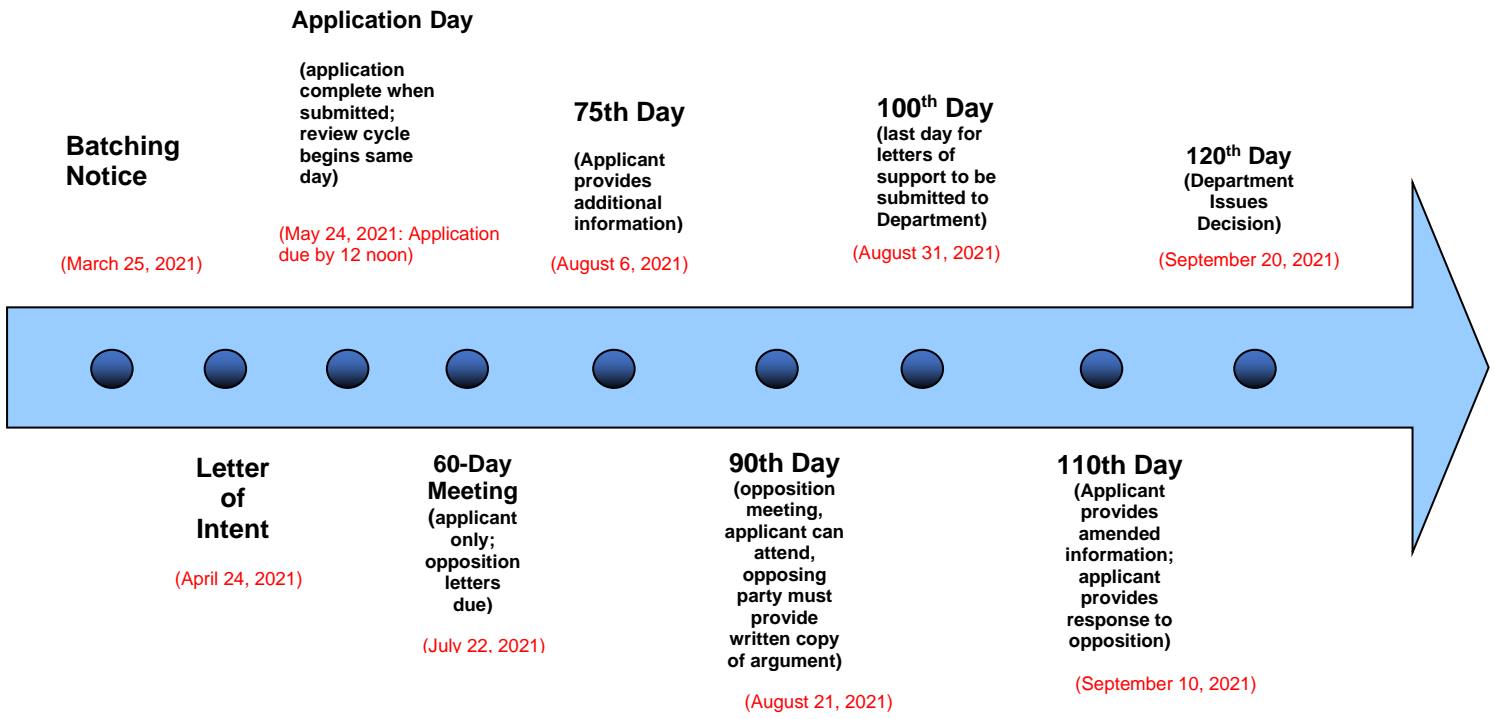 Application Day
(application
complete when
submitted;
review cycle
begins same
day)
(May 24, 2021: Application
due by 12 noon)
Batching
Notice
(March 25, 2021)
75th Day
(Applicant
provides
additional
information)
(August 6, 2021)
100th Day
(last day for
letters of
support to be
submitted to
Department)
(August 31, 2021)
120th Day
(Department
Issues
Decision)
(September 20, 2021)
Letter
of
Intent
(April 24, 2021)
60-Day
Meeting
(applicant
only;
opposition
letters
due)
(July 22, 2021)
90th Day
(opposition
meeting,
applicant can
attend,
opposing
party must
provide
written copy
of argument)
(August 21, 2021)
110th Day
(Applicant
provides
amended
information;
applicant
provides
response to
opposition)
(September 10, 2021)